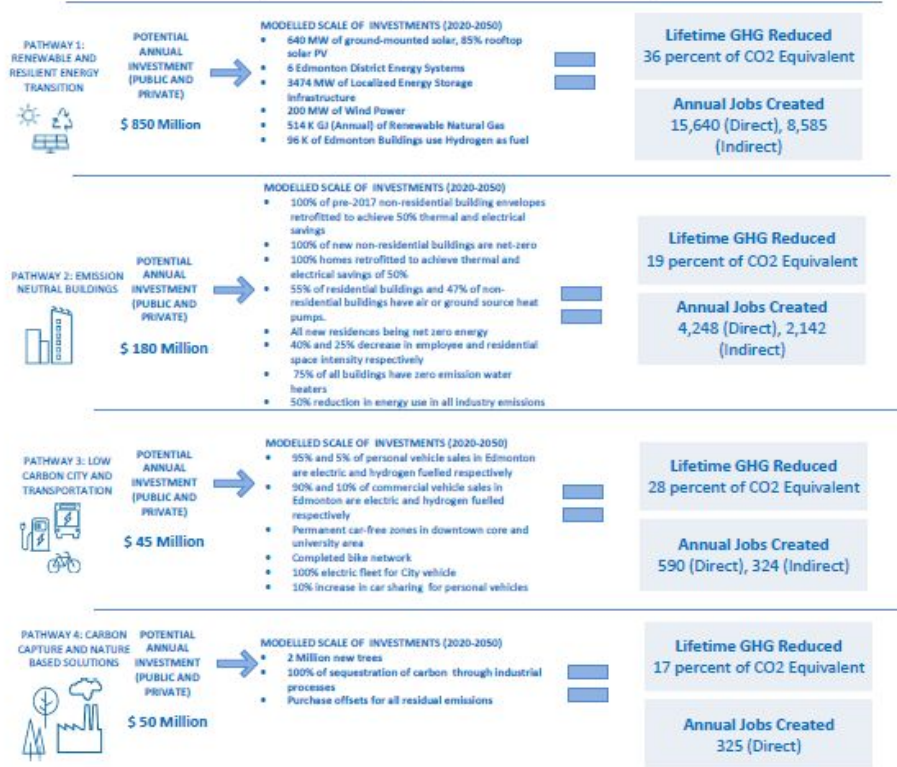 PATHWAY 1:
RENEWABLE AND
RESILIENT ENERGY
TRANSITION
POTENTIAL
ANNUAL
INVESTMENT
(PUBLIC AND
PRIVATE)
$ 850 Million
MODELLED SCALE OF INVESTMENTS (2020-2050)
• 640 MW of ground-mounted solar, 85% rooftop
solar PV
• 6 Edmonton District Energy Systems
• 3474 MW of Localized Energy Storage
Infrastructure
• 200 MW of Wind Power
• 514 K GJ (Annual) of Renewable Natural Gas
• 96 K of Edmonton Buildings use Hydrogen as fuel
Lifetime GHG Reduced
36 percent of CO2 Equivalent
Annual Jobs Created
15,640 (Direct), 8,585
(Indirect)
PATHWAY 2: EMISSION
NEUTRAL BUILDINGS
POTENTIAL
ANNUAL
INVESTMENT
(PUBLIC AND
PRIVATE)
$ 180 Million
MODELLED SCALE OF INVESTMENTS (2020-2050)
• 100% of pre-2017 non-residential building envelopes
retrofitted to achieve 50% thermal and electrical
savings
• 100% of new non-residential buildings are net-zero
• 100% homes retrofitted to achieve thermal and
electrical savings of 50%
• 55% of residential buildings and 47% of non-
residential buildings have air or ground source heat
pumps.
• All new residences being net zero energy
• 40% and 25% decrease in employee and residential
space intensity respectively
• 75% of all buildings have zero emission water
heaters
• 50% reduction in energy use in all industry emissions
Lifetime GHG Reduced
19 percent of CO2 Equivalent
Annual Jobs Created
4,248 (Direct), 2,142
(Indirect)
PATHWAY 3: LOW
CARBON CITY AND
TRANSPORTATION
POTENTIAL
ANNUAL
INVESTMENT
(PUBLIC AND
PRIVATE)
$ 45 Million
MODELLED SCALE OF INVESTMENTS (2020-2050)
• 95% and 5% of personal vehicle sales in Edmonton
are electric and hydrogen fuelled respectively
• 90% and 10% of commercial vehicle sales in
Edmonton are electric and hydrogen fuelled
respectively
• Permanent car-free zones in downtown core and
university area
• Completed bike network
• 100% electric fleet for City vehicle
• 10% increase in car sharing for personal vehicles
Lifetime GHG Reduced
28 percent of CO2 Equivalent
Annual Jobs Created
590 (Direct), 324 (Indirect)
PATHWAY 4: CARBON
CAPTURE AND NATURE
BASED SOLUTIONS
POTENTIAL
ANNUAL
INVESTMENT
(PUBLIC AND
PRIVATE)
$ 50 Million
MODELLED SCALE OF INVESTMENTS (2020-2050)
• 2 Million new trees
• 100% of sequestration of carbon through industrial
processes
• Purchase offsets for all residual emissions
Lifetime GHG Reduced
17 percent of CO2 Equivalent
Annual Jobs Created
325 (Direct)